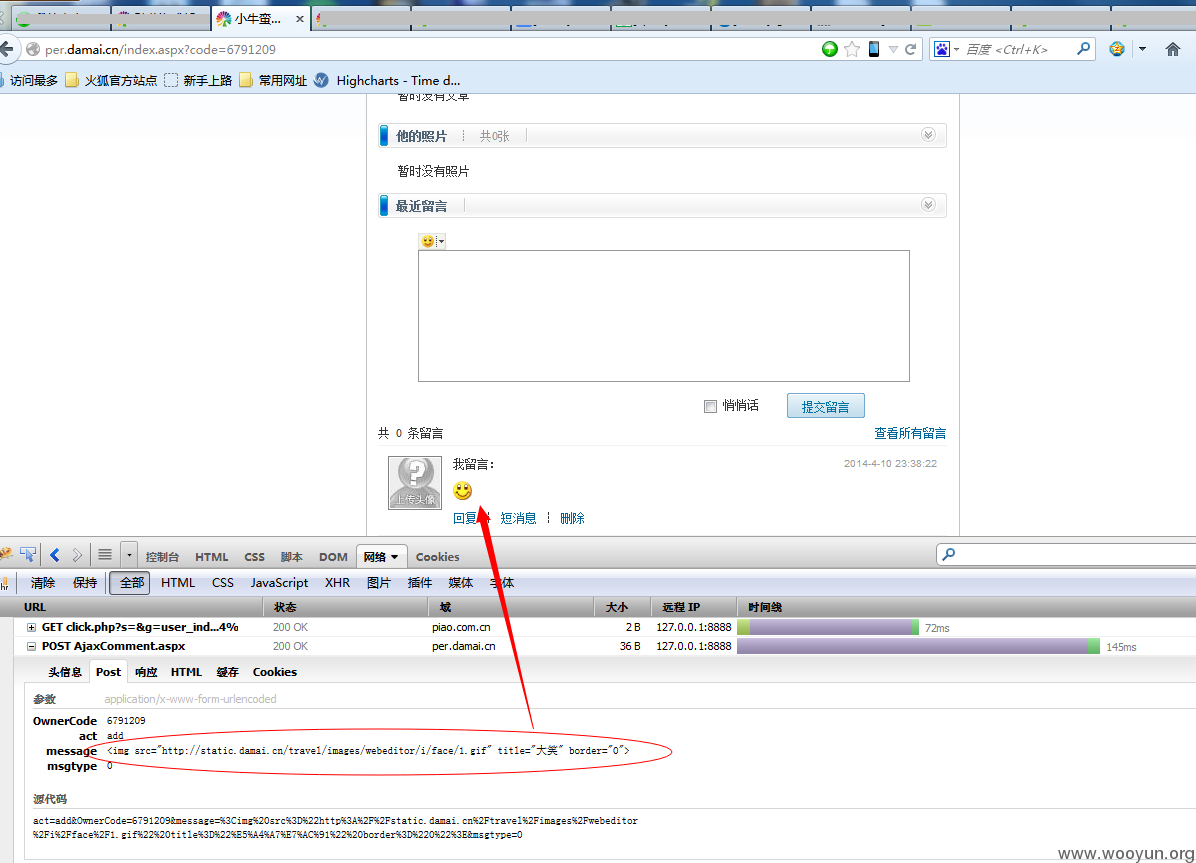 小牛蛮...
per.damai.cn/index.aspx?code=6791209
百度 <Ctrl+K>
访问最多 火狐官方站点 新手上路 常用网址 Highcharts - Time d...
暂时没有文章
他的照片 共0张
暂时没有照片
最近留言
悄悄话 提交留言
共 0 条留言 查看所有留言
我留言： 2014-4-10 23:38:22
上传头像
回复 短消息 删除
控制台 HTML CSS 脚本 DOM 网络 Cookies
清除 保持 全部 HTML CSS JavaScript XHR 图片 插件 媒体 字体
URL 状态 域 大小 远程 IP 时间线
GET click.php?s=&g=user_ind...4% 200 OK piao.com.cn 2 B 127.0.0.1:8888 72ms
POST AjaxComment.aspx 200 OK per.damai.cn 36 B 127.0.0.1:8888 145ms
头信息 Post 响应 HTML 缓存 Cookies
参数 application/x-www-form-urlencoded
OwnerCode 6791209
act add
message <img src="http://static.damai.cn/travel/images/webeditor/i/face/1.gif" title="大笑" border="0">
msgtype 0
源代码
act=add&OwnerCode=6791209&message=%3Cimg%20src%3D%22http%3A%2F%2Fstatic.damai.cn%2Ftravel%2Fimages%2Fwebeditor
%2Fi%2Fface%2F1.gif%22%20title%3D%22%E5%A4%A7%E7%AC%91%22%20border%3D%220%22%3E&msgtype=0
www.wooyun.org